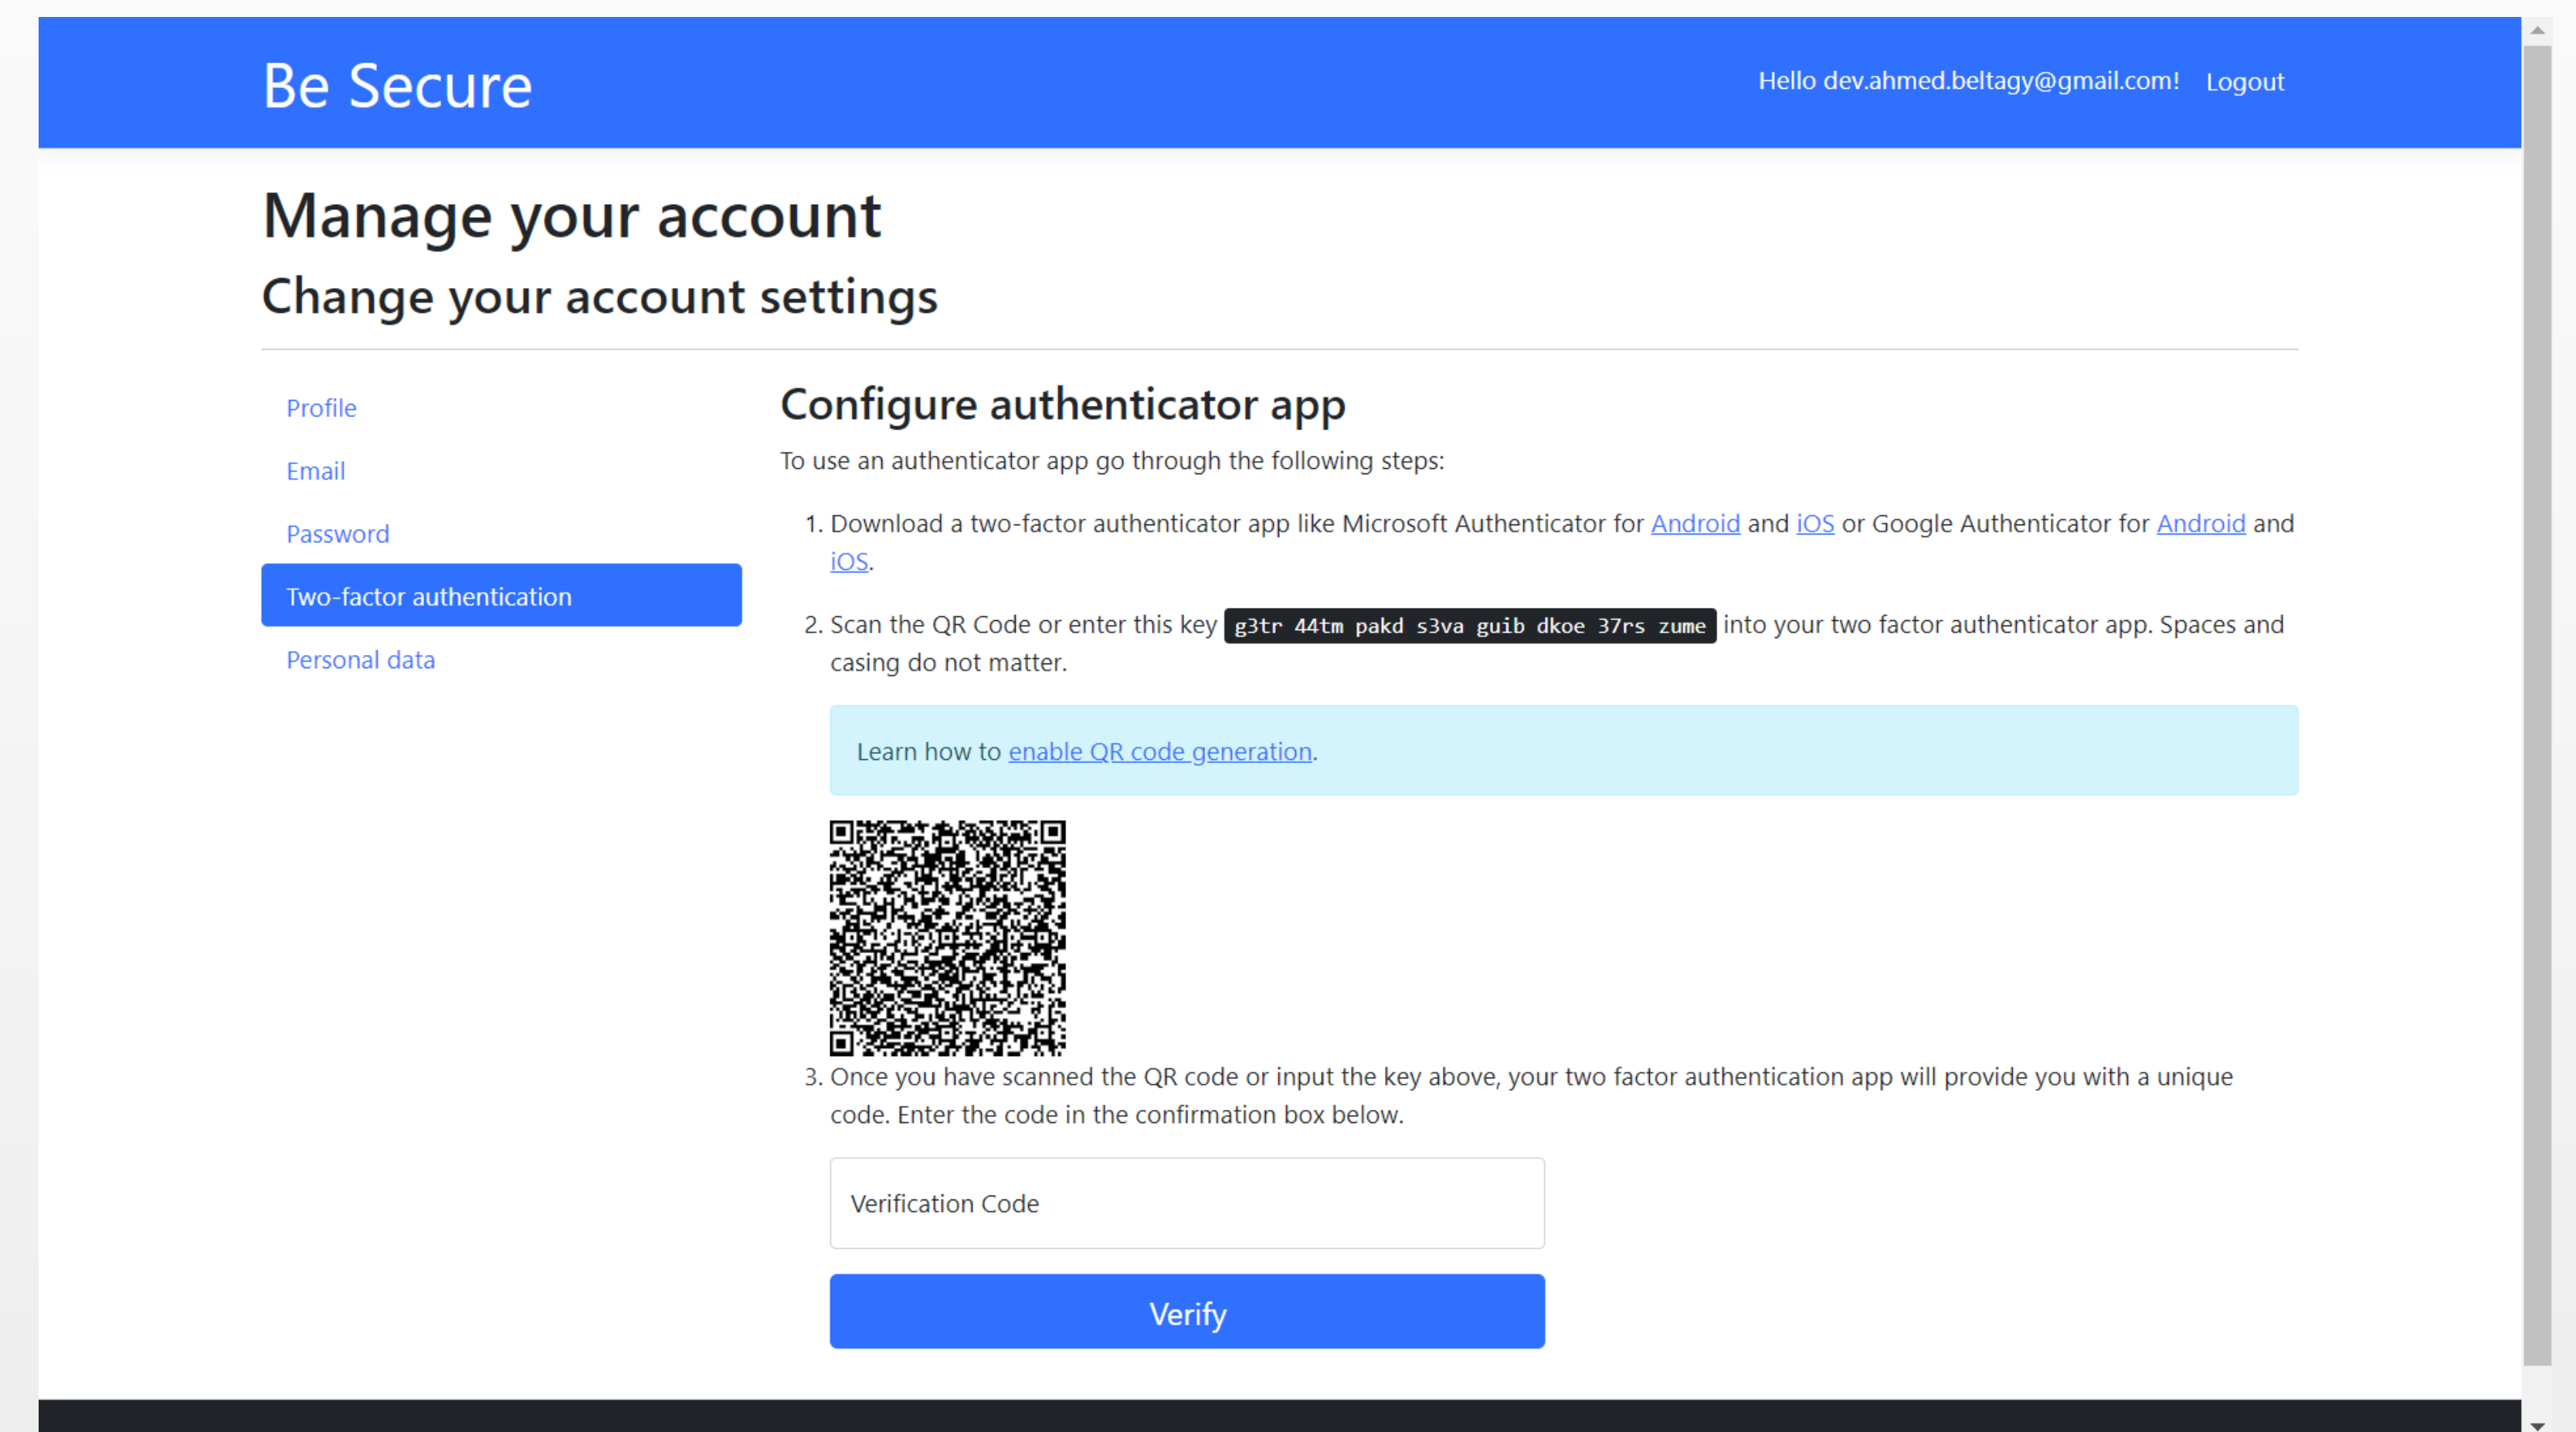 Be Secure
Hello dev.ahmed.beltagy@gmail.com! Logout
Manage your account
Change your account settings
Profile
Email
Password
Two-factor authentication
Personal data
Configure authenticator app
To use an authenticator app go through the following steps:
1. Download a two-factor authenticator app like Microsoft Authenticator for Android and iOS or Google Authenticator for Android and
iOS.
2. Scan the QR Code or enter this key g3tr 44tm pakd s3va guib dkoe 37rs zume into your two factor authenticator app. Spaces and
casing do not matter.
Learn how to enable QR code generation.
3. Once you have scanned the QR code or input the key above, your two factor authentication app will provide you with a unique
code. Enter the code in the confirmation box below.
Verification Code
Verify